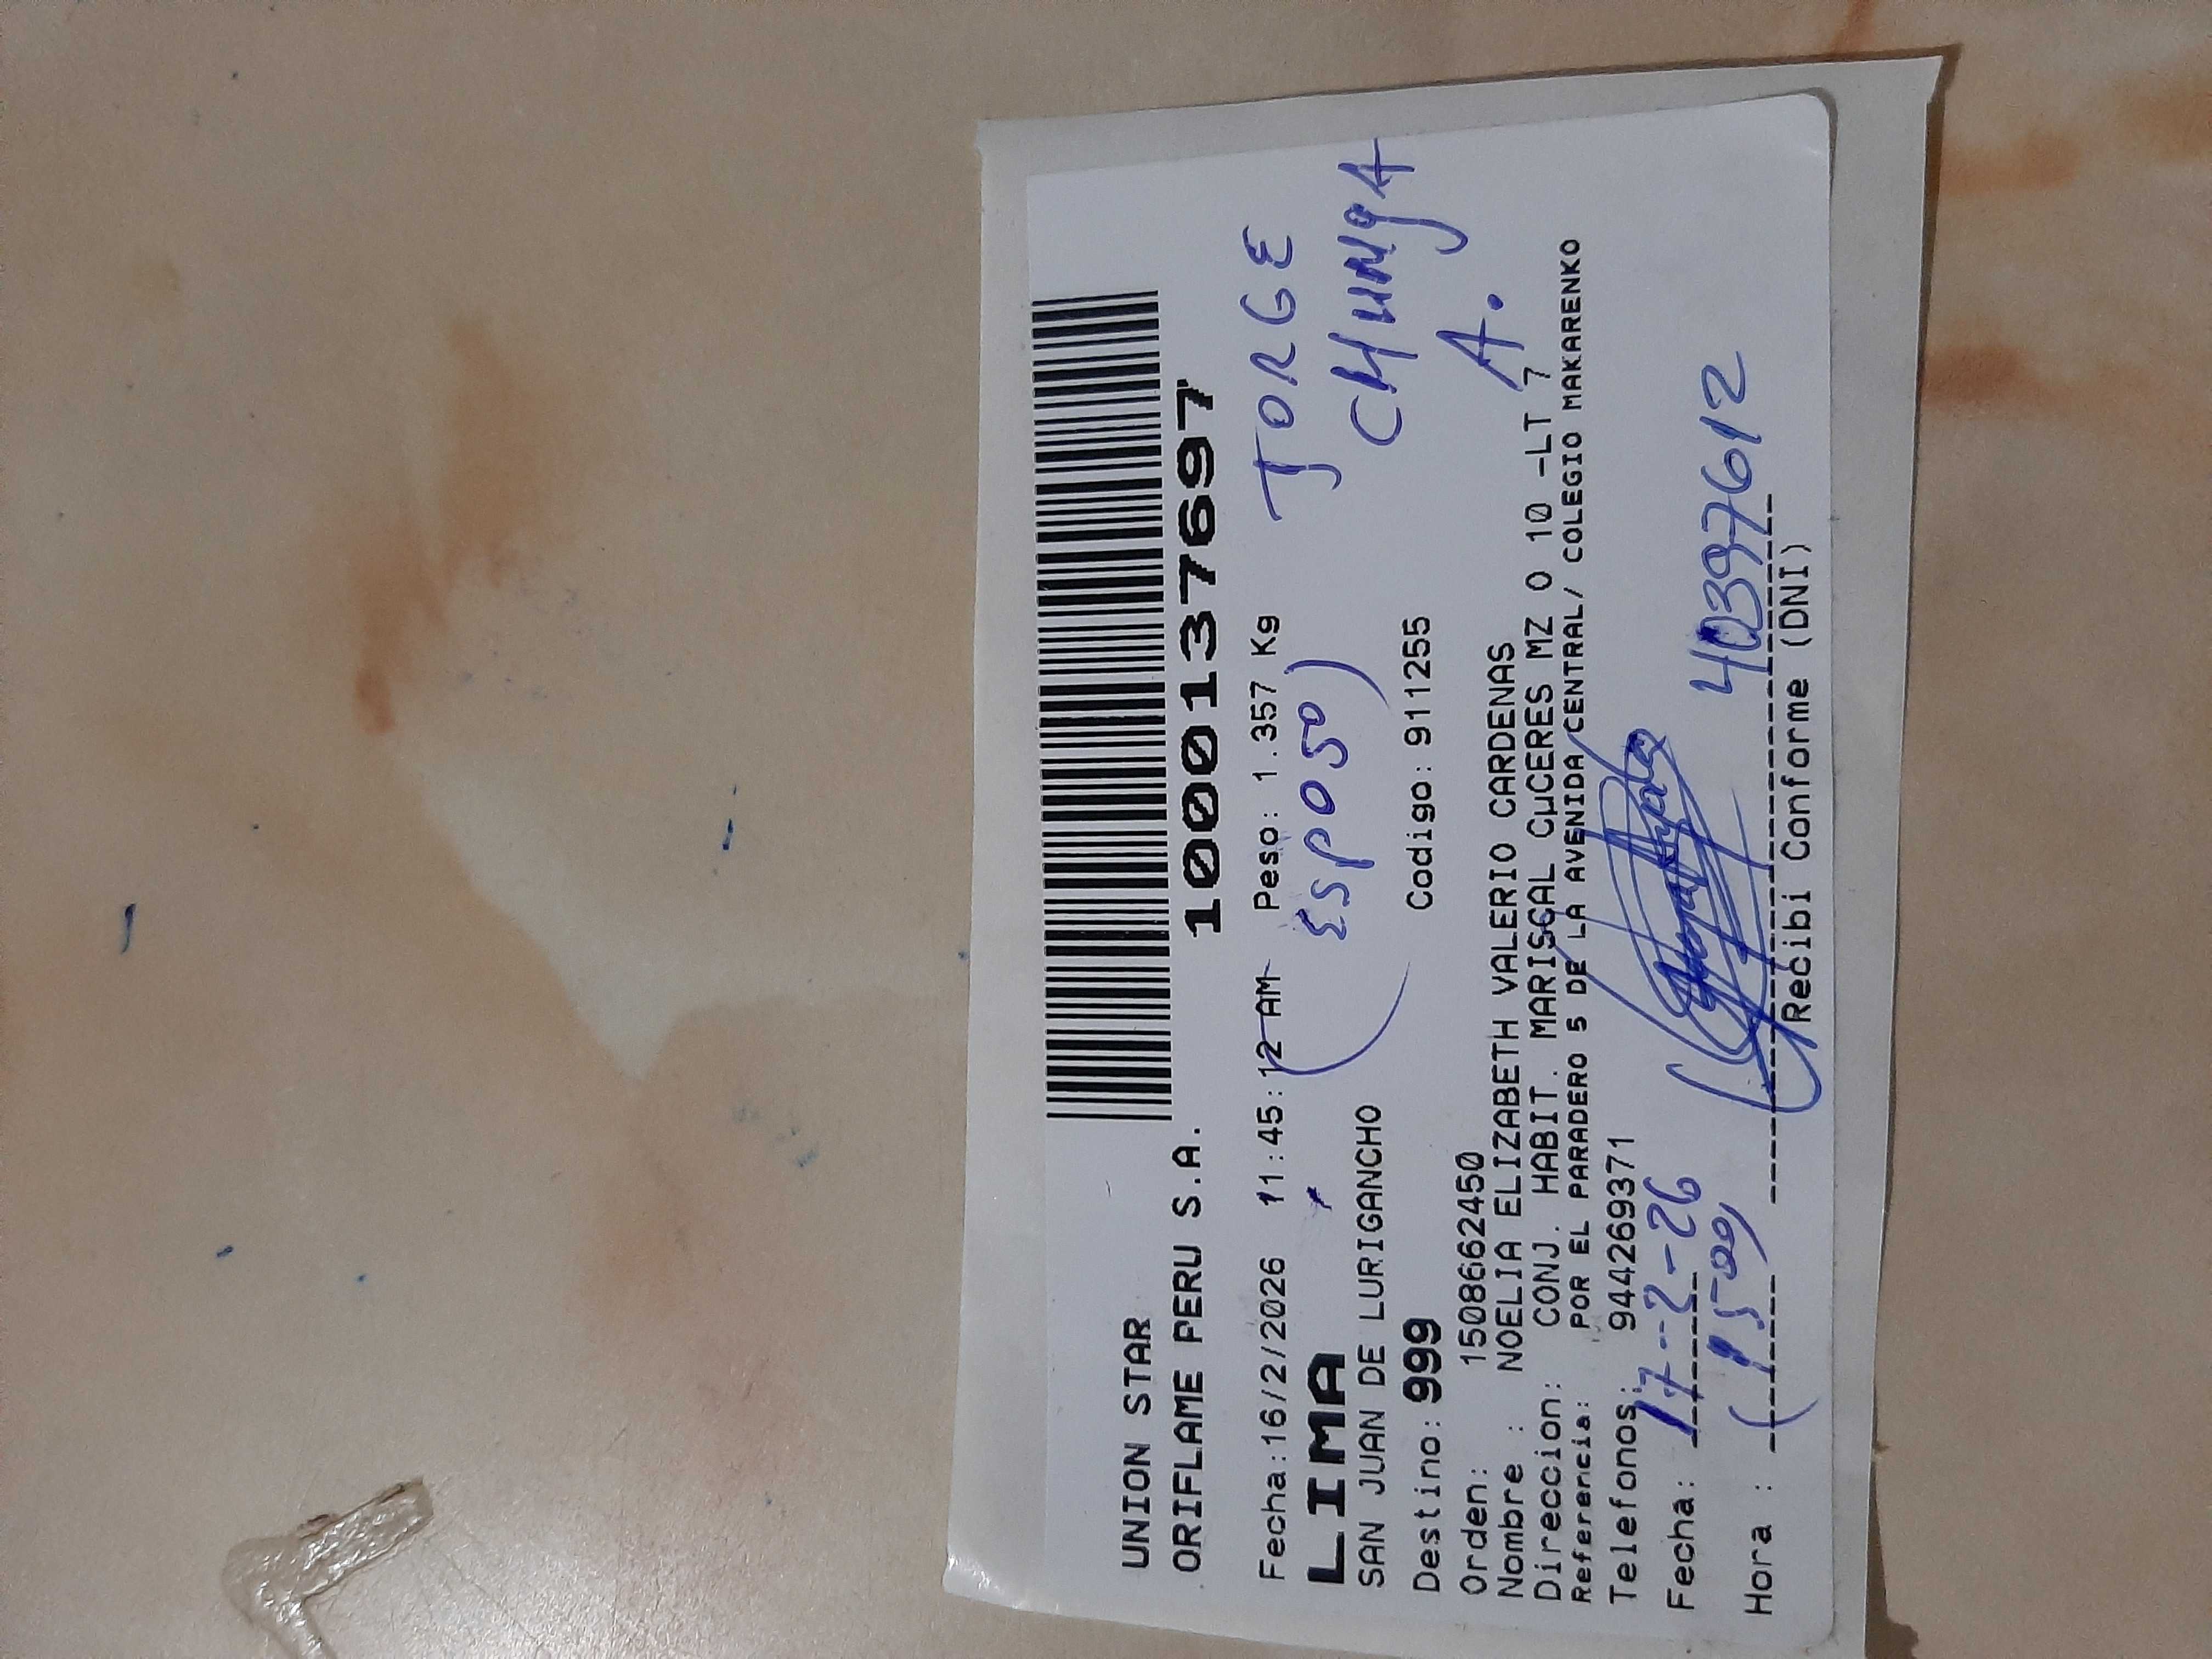 UNION STAR
ORIFLAME PERU S.A.
10001376977
Fecha:16/2/2026 11:45:12 AM Peso: 1.357 Kg
JORGE
LIMA
(ESPOSO)
CHUNGA
SAN JUAN DE LURIGANCHO
A.
Destino:999 Codigo:911255
Orden: 1508662450
Nombre : NOELIA ELIZABETH VALERIO CARDENAS
Direccion: CONJ. HABIT. MARISCAL CµCERES MZ O 10 -LT 7
Referencia: POR EL PARADERO 5 DE LA AVENIDA CENTRAL/ COLEGIO MAKARENKO
Telefonos: 944269371
Fecha: 17-2-26
40397612
Hora : (1500)
Recibi Conforme (DNI)